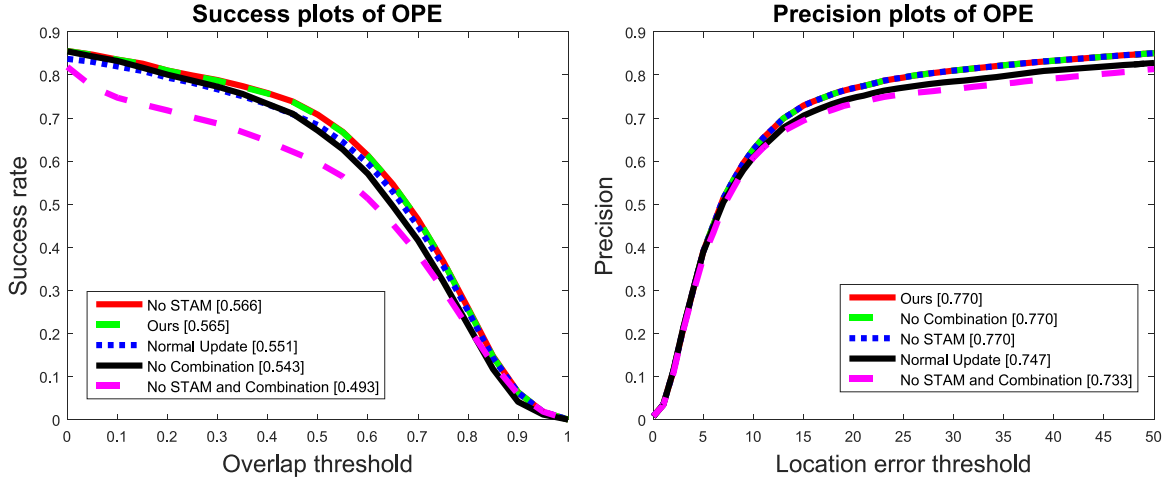 Success plots of OPE
0.9
0.8
0.7
0.6
0.5
0.4
0.3
0.2
0.1
0
Success rate
No STAM [0.566]
Ours [0.565]
Normal Update [0.551]
No Combination [0.543]
No STAM and Combination [0.493]
0 0.1 0.2 0.3 0.4 0.5 0.6 0.7 0.8 0.9 1
Overlap threshold
Precision plots of OPE
0.9
0.8
0.7
0.6
0.5
0.4
0.3
0.2
0.1
0
Precision
Ours [0.770]
No Combination [0.770]
No STAM [0.770]
Normal Update [0.747]
No STAM and Combination [0.733]
0 5 10 15 20 25 30 35 40 45 50
Location error threshold